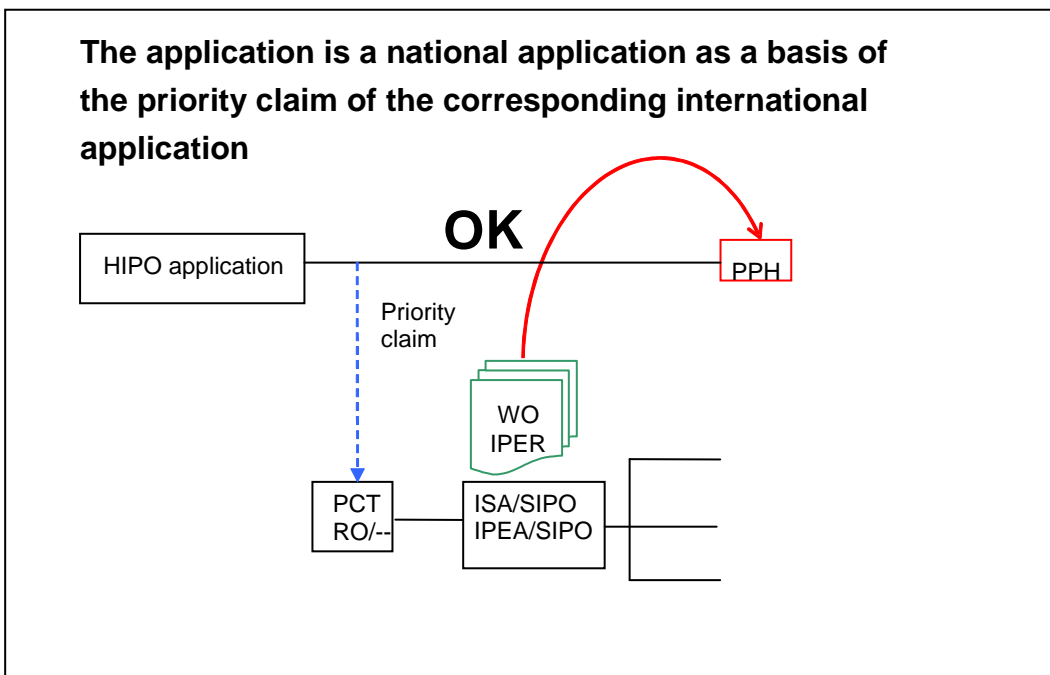 The application is a national application as a basis of
the priority claim of the corresponding international
application
OK
HIPO application
PPH
Priority
claim
WO
IPER
PCT
RO/--
ISA/SIPO
IPEA/SIPO